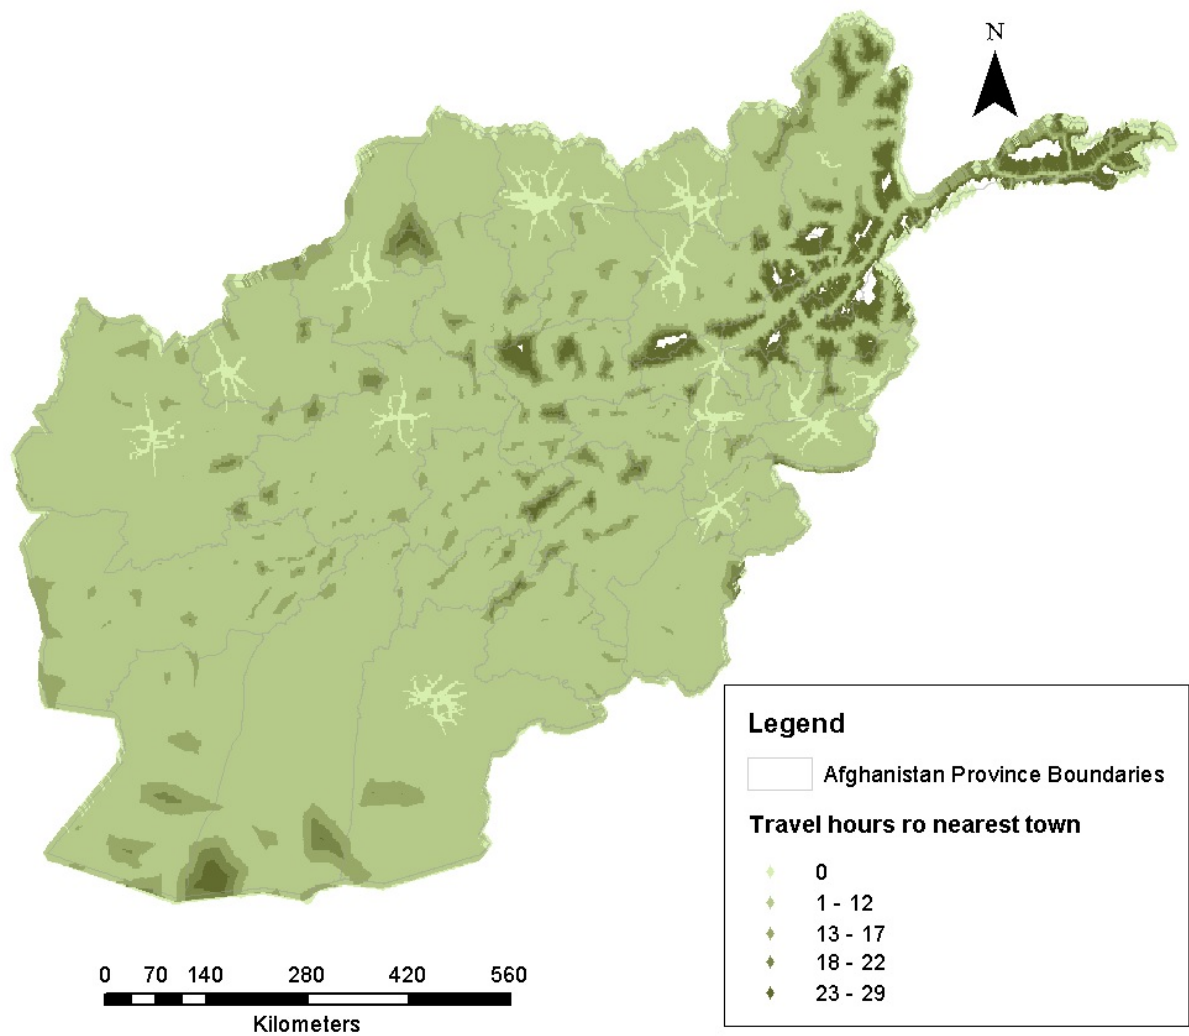 N
Legend
Afghanistan Province Boundaries
Travel hours ro nearest town
0
1 - 12
13 - 17
18 - 22
23 - 29
0 70 140 280 420 560
Kilometers